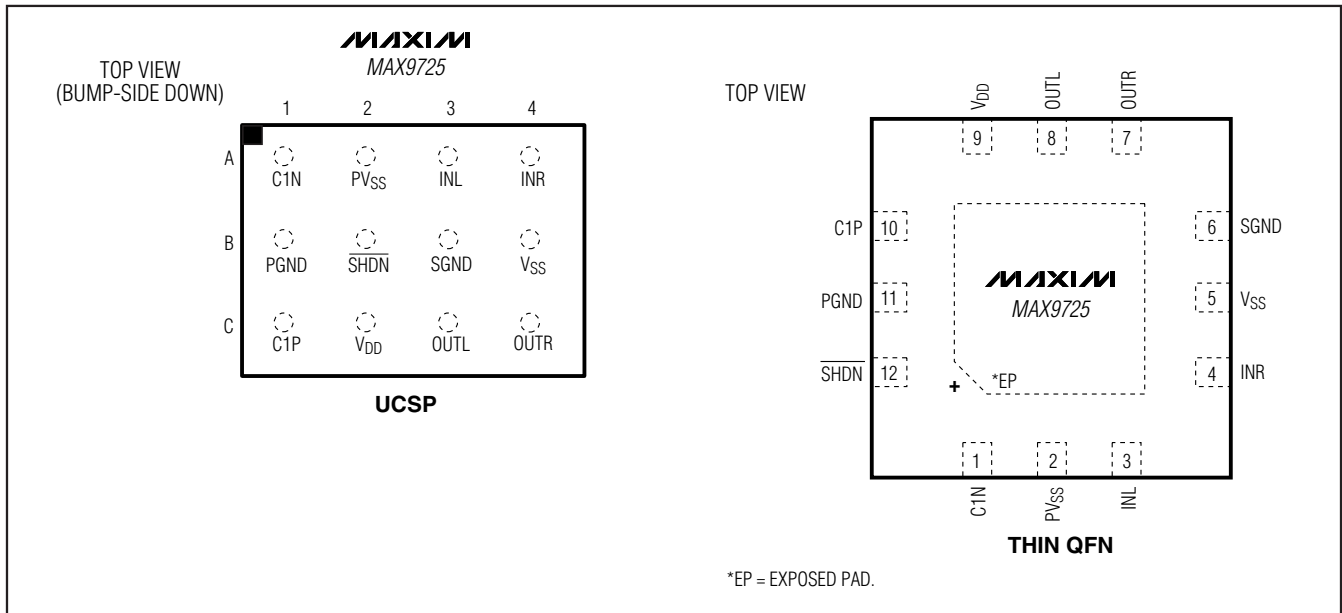 MAXIM
MAX9725
TOP VIEW
(BUMP-SIDE DOWN)
1 2 3 4
A
C1N PVSS INL INR
B
PGND SHDN SGND VSS
C
C1P VDD OUTL OUTR
UCSP
TOP VIEW
VDD OUTL OUTR
9 8 7
C1P 10 6 SGND
PGND 11 5 VSS
SHDN 12 4 INR
MAXIM
MAX9725
+ *EP
1 2 3
C1N PVSS INL
THIN QFN
*EP = EXPOSED PAD.